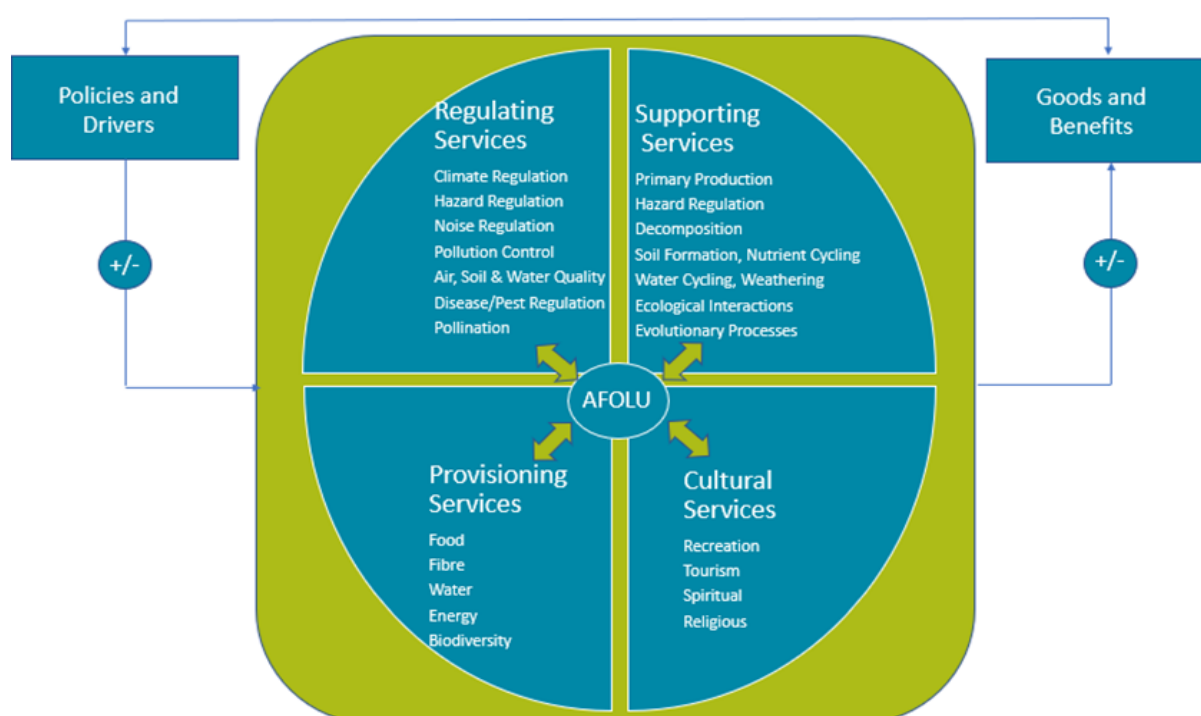 Policies and
Drivers
+/-
Regulating
Services
Climate Regulation
Hazard Regulation
Noise Regulation
Pollution Control
Air, Soil & Water Quality
Disease/Pest Regulation
Pollination
Supporting
Services
Primary Production
Hazard Regulation
Decomposition
Soil Formation, Nutrient Cycling
Water Cycling, Weathering
Ecological Interactions
Evolutionary Processes
Goods and
Benefits
+/-
AFOLU
Provisioning
Services
Food
Fibre
Water
Energy
Biodiversity
Cultural
Services
Recreation
Tourism
Spiritual
Religious